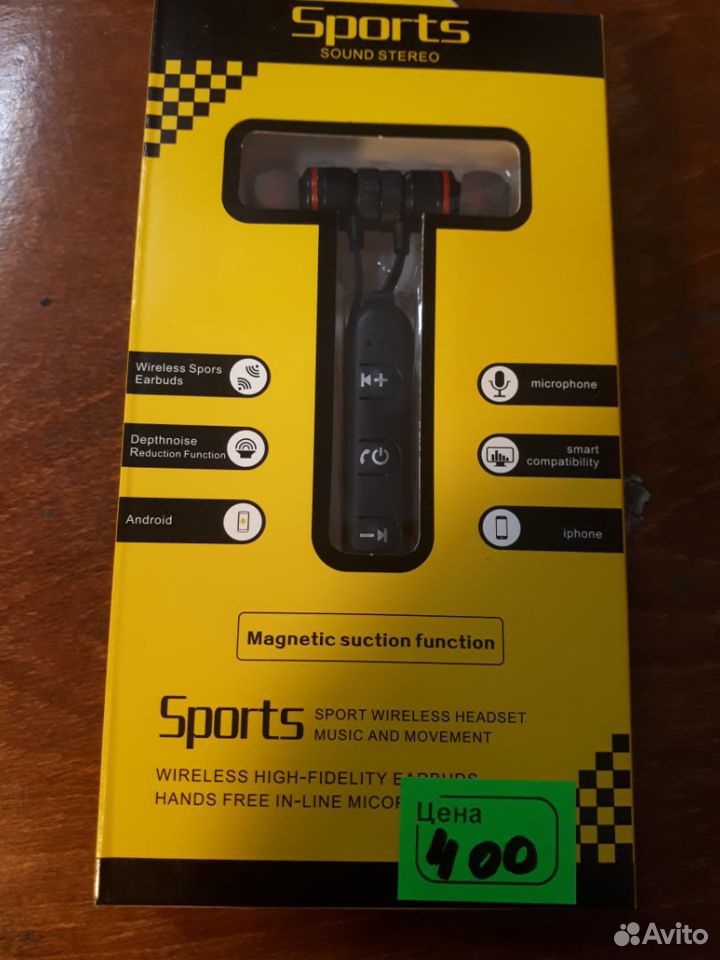 Sports
SOUND STEREO
Wireless Spors
Earbuds
Depthnoise
Reduction Function
Android
microphone
smart
compatibility
iphone
Magnetic suction function
Sports
SPORT WIRELESS HEADSET
MUSIC AND MOVEMENT
WIRELESS HIGH-FIDELITY EARBUDS
HANDS FREE IN-LINE
Цена
400
Avito